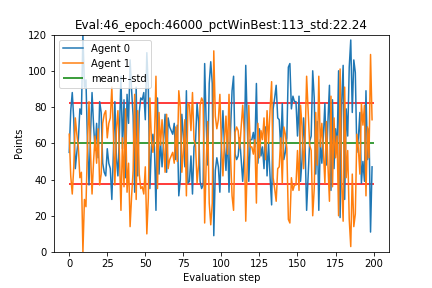 Eval:46_epoch:46000_pctWinBest:113_std:22.24
120
100
80
60
40
20
0
Points
Agent 0
Agent 1
mean+-std
0 25 50 75 100 125 150 175 200
Evaluation step